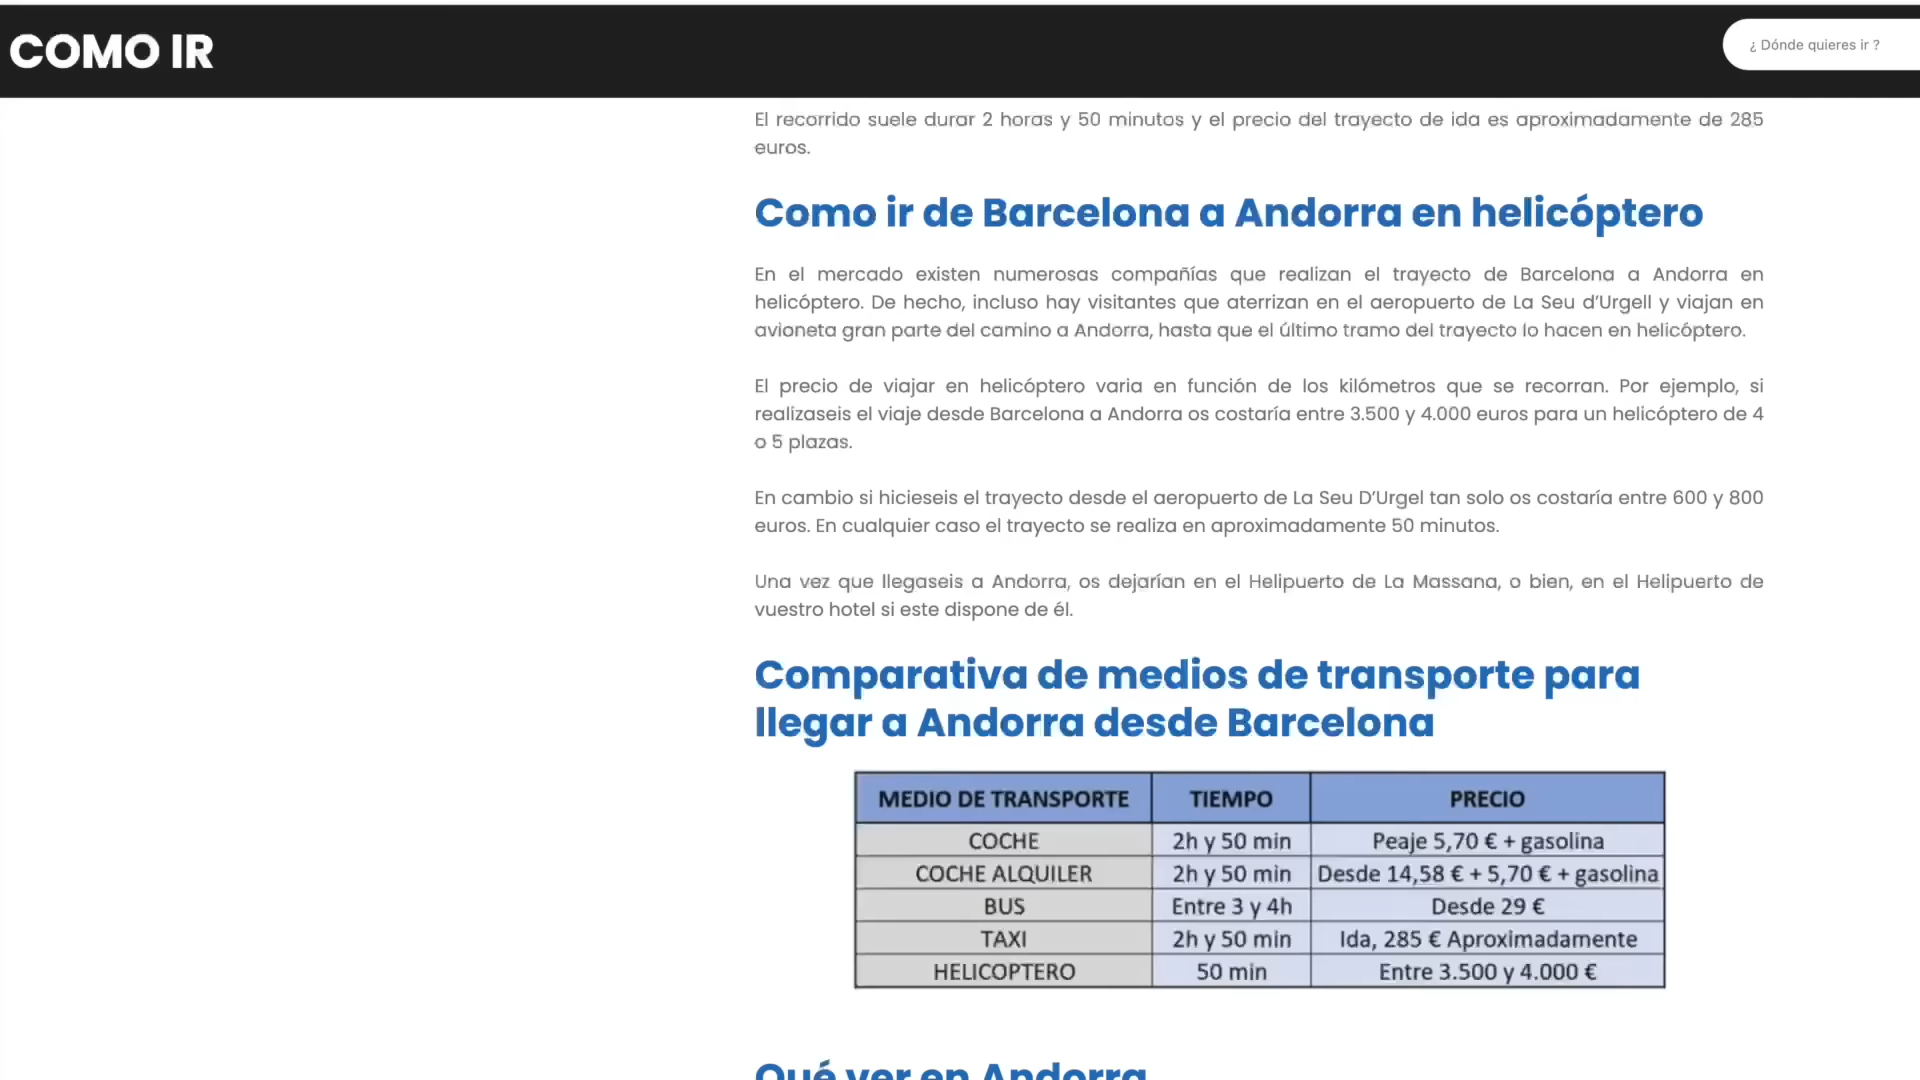 COMO IR
¿ Dónde quieres ir ?
El recorrido suele durar 2 horas y 50 minutos y el precio del trayecto de ida es aproximadamente de 285
euros.
Como ir de Barcelona a Andorra en helicóptero
En el mercado existen numerosas compañías que realizan el trayecto de Barcelona a Andorra en
helicóptero. De hecho, incluso hay visitantes que aterrizan en el aeropuerto de La Seu d’Urgell y viajan en
avioneta gran parte del camino a Andorra, hasta que el último tramo del trayecto lo hacen en helicóptero.
El precio de viajar en helicóptero varia en función de los kilómetros que se recorran. Por ejemplo, si
realizaseis el viaje desde Barcelona a Andorra os costaría entre 3.500 y 4.000 euros para un helicóptero de 4
o 5 plazas.
En cambio si hicieseis el trayecto desde el aeropuerto de La Seu D’Urgel tan solo os costaría entre 600 y 800
euros. En cualquier caso el trayecto se realiza en aproximadamente 50 minutos.
Una vez que llegaseis a Andorra, os dejarían en el Helipuerto de La Massana, o bien, en el Helipuerto de
vuestro hotel si este dispone de él.
Comparativa de medios de transporte para
llegar a Andorra desde Barcelona
MEDIO DE TRANSPORTE TIEMPO PRECIO
COCHE 2h y 50 min Peaje 5,70 € + gasolina
COCHE ALQUILER 2h y 50 min Desde 14,58 € + 5,70 € + gasolina
BUS Entre 3 y 4h Desde 29 €
TAXI 2h y 50 min Ida, 285 € Aproximadamente
HELICOPTERO 50 min Entre 3.500 y 4.000 €
Qué ver en Andorra